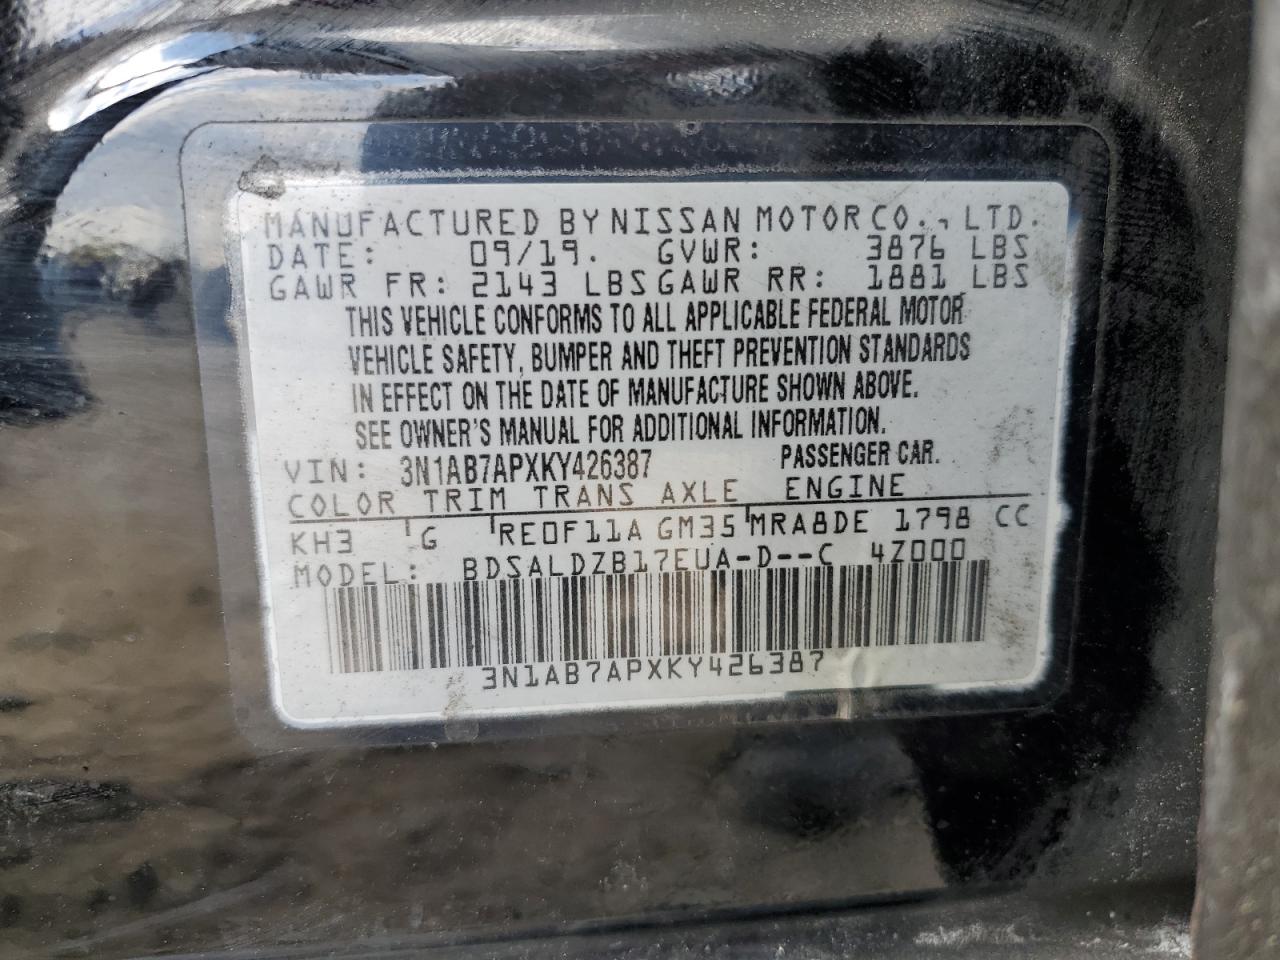 MANUFACTURED BY NISSAN MOTOR CO., LTD.
DATE: 09/19. GVWR: 3876 LBS
GAWR FR: 2143 LBS GAWR RR: 1881 LBS
THIS VEHICLE CONFORMS TO ALL APPLICABLE FEDERAL MOTOR
VEHICLE SAFETY, BUMPER AND THEFT PREVENTION STANDARDS
IN EFFECT ON THE DATE OF MANUFACTURE SHOWN ABOVE.
SEE OWNER'S MANUAL FOR ADDITIONAL INFORMATION.
VIN: 3N1AB7APXKY426387 PASSENGER CAR.
COLOR TRIM TRANS AXLE ENGINE
KH3 G RE0F11A GM35 MRA8DE 1798 CC
MODEL: BDSALDZB17EUA-D--C 4Z000
3N1AB7APXKY426387